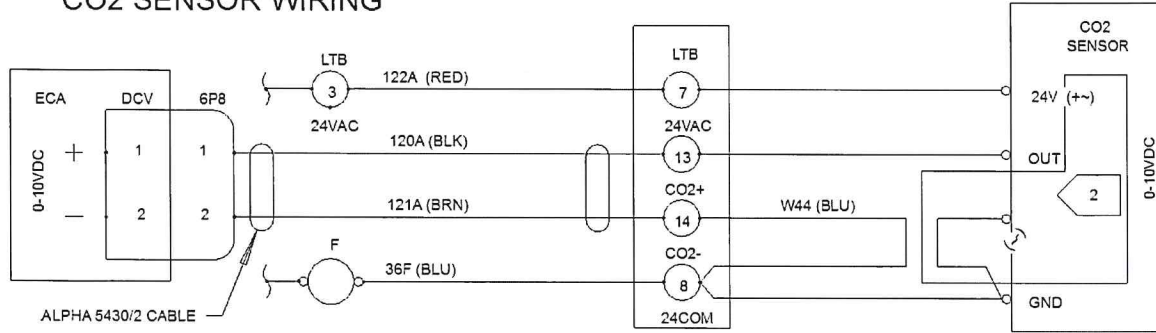 CO2 SENSOR WIRING
ECA
DCV
6P8
0-10VDC
+
1
1
−
2
2
LTB
3
24VAC
122A (RED)
120A (BLK)
121A (BRN)
F
36F (BLU)
ALPHA 5430/2 CABLE
LTB
7
24VAC
13
CO2+
14
CO2-
8
24COM
W44 (BLU)
CO2
SENSOR
24V (+~)
OUT
2
GND
0-10VDC